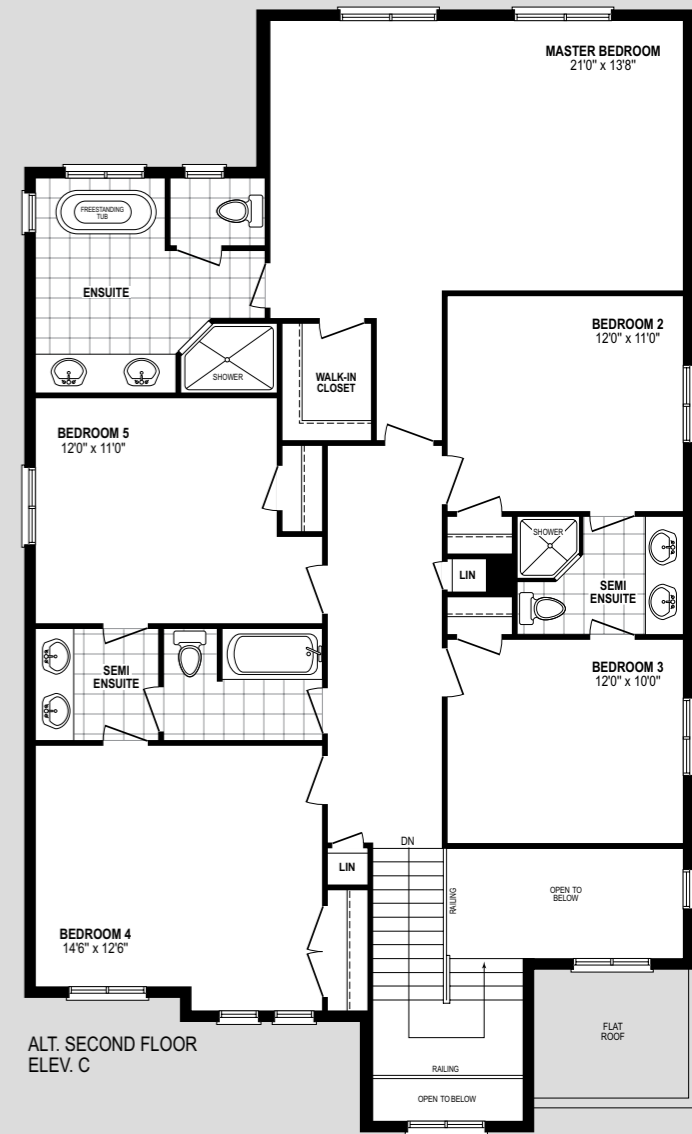 MASTER BEDROOM
21'0" x 13'8"
FREESTANDING
TUB
ENSUITE
SHOWER
WALK-IN
CLOSET
BEDROOM 2
12'0" x 11'0"
BEDROOM 5
12'0" x 11'0"
SHOWER
LIN
SEMI
ENSUITE
SEMI
ENSUITE
BEDROOM 3
12'0" x 10'0"
DN
LIN
RAILING
OPEN TO
BELOW
BEDROOM 4
14'6" x 12'6"
FLAT
ROOF
ALT. SECOND FLOOR
ELEV. C
RAILING
OPEN TO BELOW